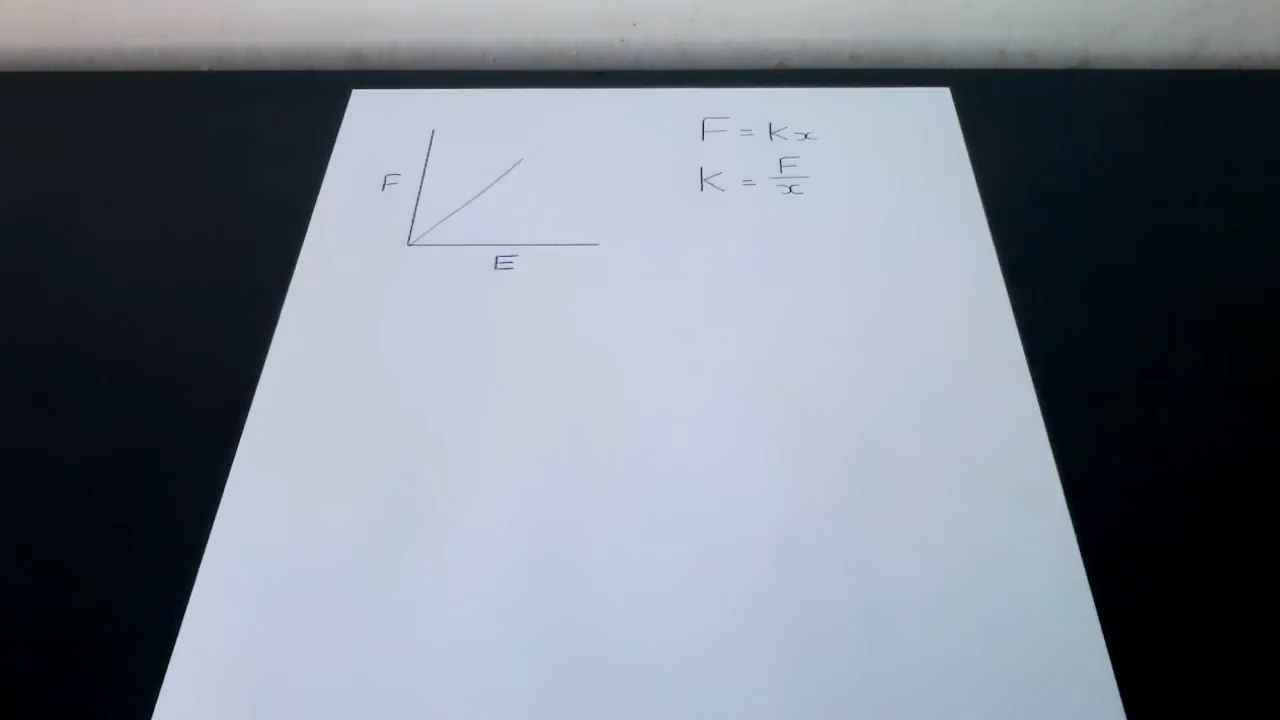 F
E
F = kx
K = F/x